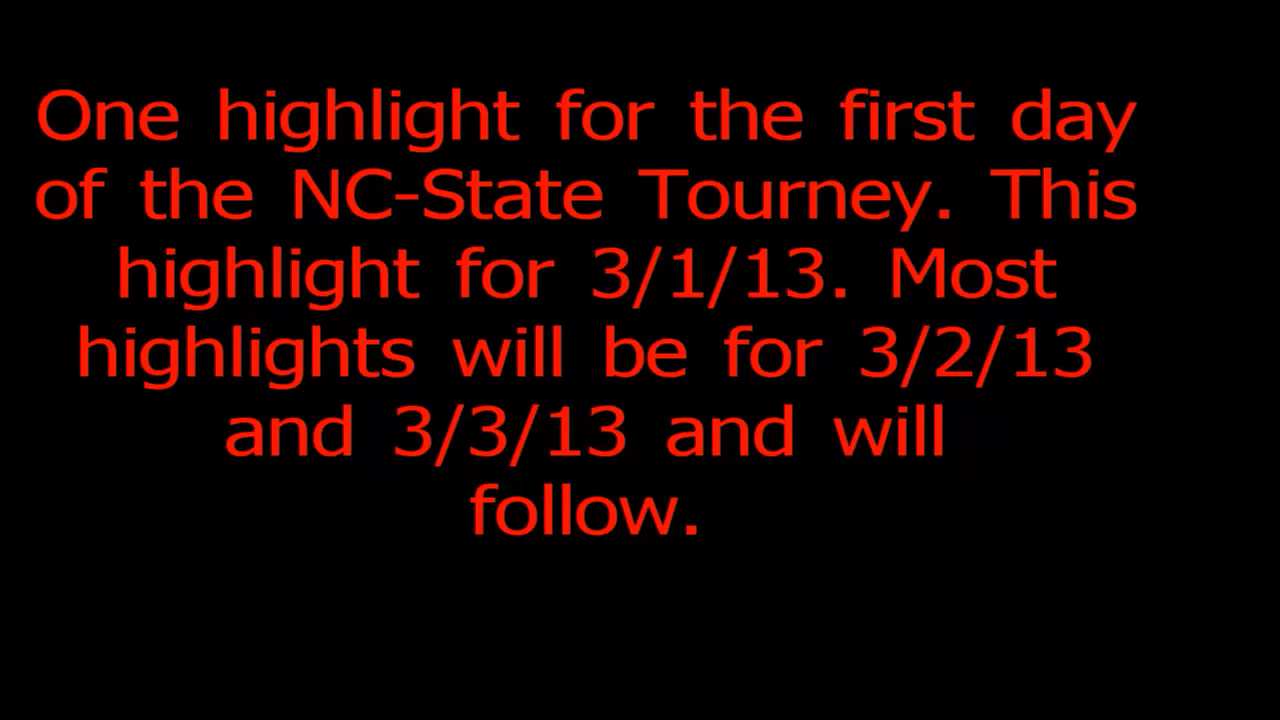 One highlight for the first day
of the NC-State Tourney. This
highlight for 3/1/13. Most
highlights will be for 3/2/13
and 3/3/13 and will
follow.